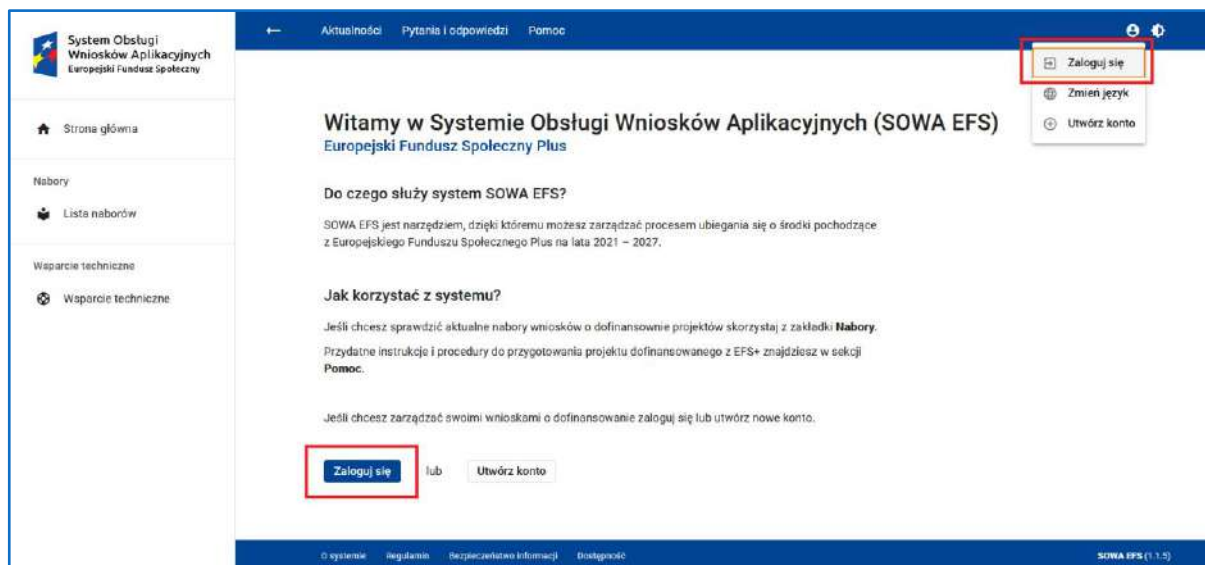 System Obsługi
Wniosków Aplikacyjnych
Europejski Fundusz Społeczny
Aktualności Pytania i odpowiedzi Pomoc
Zaloguj się
Zmień język
Utwórz konto
Strona główna
Nabory
Lista naborów
Wsparcie techniczne
Wsparcie techniczne
Witamy w Systemie Obsługi Wniosków Aplikacyjnych (SOWA EFS)
Europejski Fundusz Społeczny Plus
Do czego służy system SOWA EFS?
SOWA EFS jest narzędziem, dzięki któremu możesz zarządzać procesem ubiegania się o środki pochodzące
z Europejskiego Funduszu Społecznego Plus na lata 2021 – 2027.
Jak korzystać z systemu?
Jeśli chcesz sprawdzić aktualne nabory wniosków o dofinansownie projektów skorzystaj z zakładki Nabory.
Przydatne instrukcje i procedury do przygotowania projektu dofinansowanego z EFS+ znajdziesz w sekcji
Pomoc.
Jeśli chcesz zarządzać swoimi wnioskami o dofinansowanie zaloguj się lub utwórz nowe konto.
Zaloguj się lub Utwórz konto
O systemie Regulamin Bezpieczeństwo informacji Dostępność SOWA EFS (1.1.5)